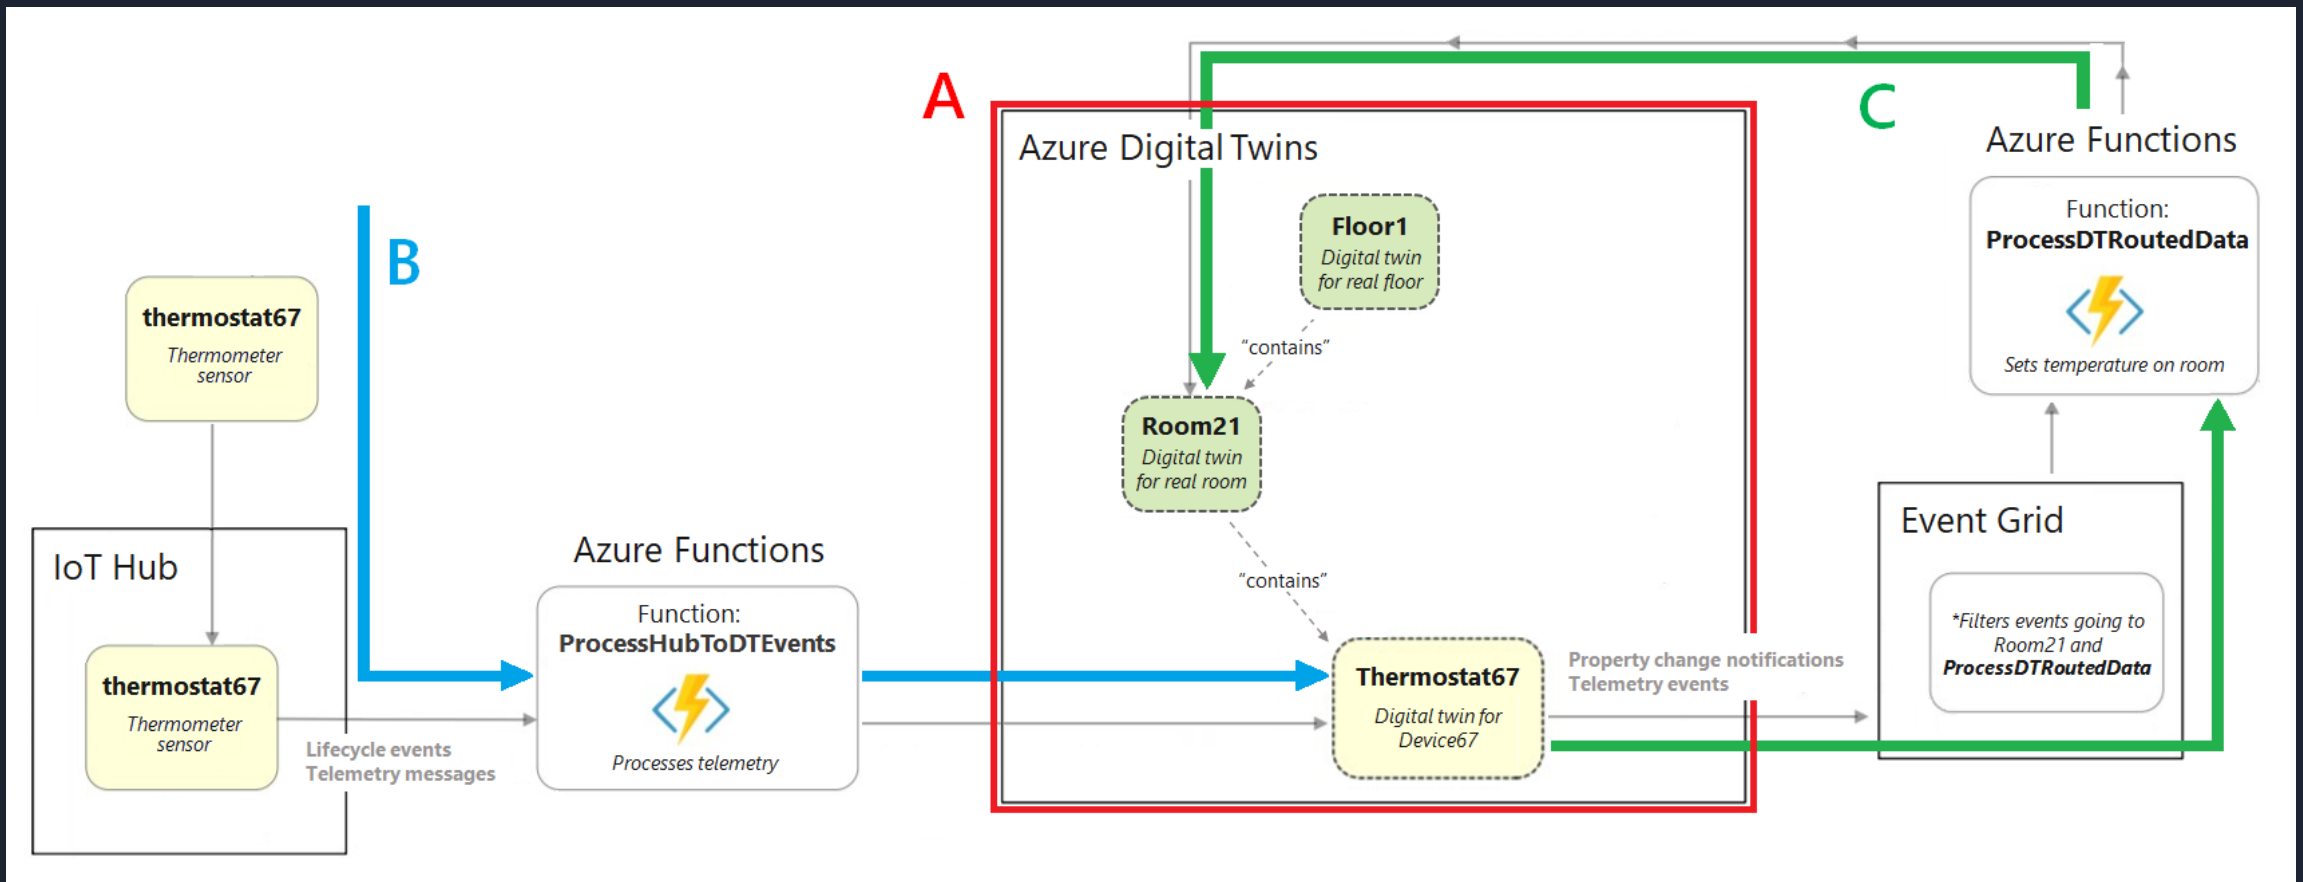 A
Azure Digital Twins
C
Azure Functions
Function:
ProcessDTRoutedData
Sets temperature on room
Floor1
Digital twin
for real floor
B
thermostat67
Thermometer
sensor
"contains"
Room21
Digital twin
for real room
Event Grid
*Filters events going to
Room21 and
ProcessDTRoutedData
IoT Hub
thermostat67
Thermometer
sensor
Lifecycle events
Telemetry messages
Azure Functions
Function:
ProcessHubToDTEvents
Processes telemetry
"contains"
Thermostat67
Digital twin for
Device67
Property change notifications
Telemetry events